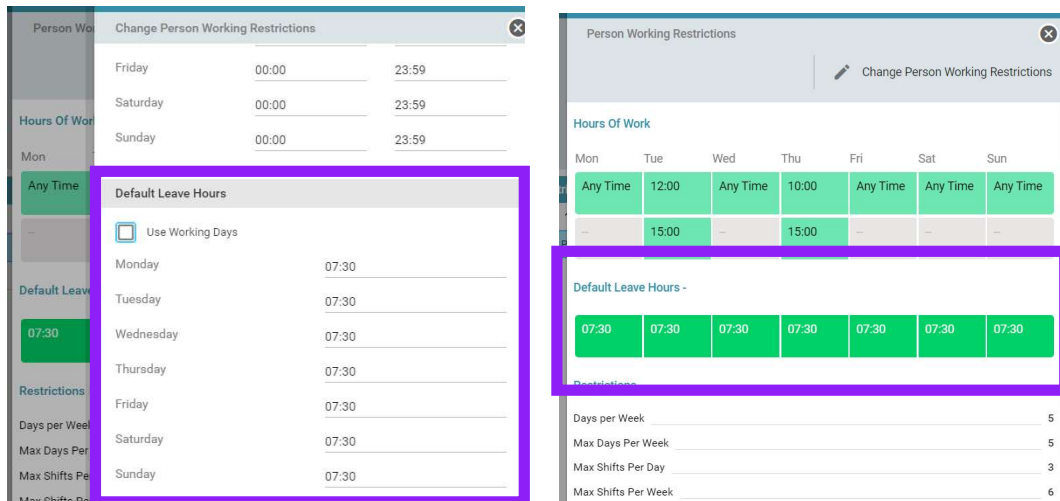 Person Wo
Change Person Working Restrictions
Friday 00:00 23:59
Saturday 00:00 23:59
Sunday 00:00 23:59
Hours Of Wor
Mon
Any Time
--
Default Leav
07:30
Restrictions
Days per Wee
Max Days Per
Max Shifts Pe
Default Leave Hours
Use Working Days
Monday 07:30
Tuesday 07:30
Wednesday 07:30
Thursday 07:30
Friday 07:30
Saturday 07:30
Sunday 07:30
Person Working Restrictions
Change Person Working Restrictions
Hours Of Work
Mon Tue Wed Thu Fri Sat Sun
Any Time 12:00 Any Time 10:00 Any Time Any Time Any Time
-- 15:00 -- 15:00 -- -- --
Default Leave Hours -
07:30 07:30 07:30 07:30 07:30 07:30 07:30
Restrictions
Days per Week 5
Max Days Per Week 5
Max Shifts Per Day 3
Max Shifts Per Week 6